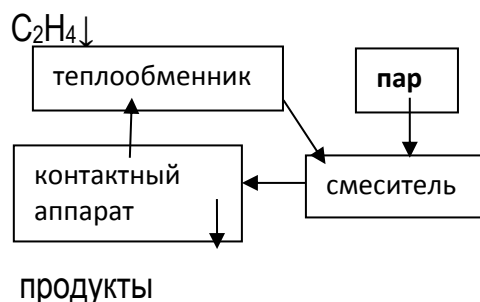 C₂H₄↓
теплообменник
пар
контактный
аппарат
смеситель
продукты